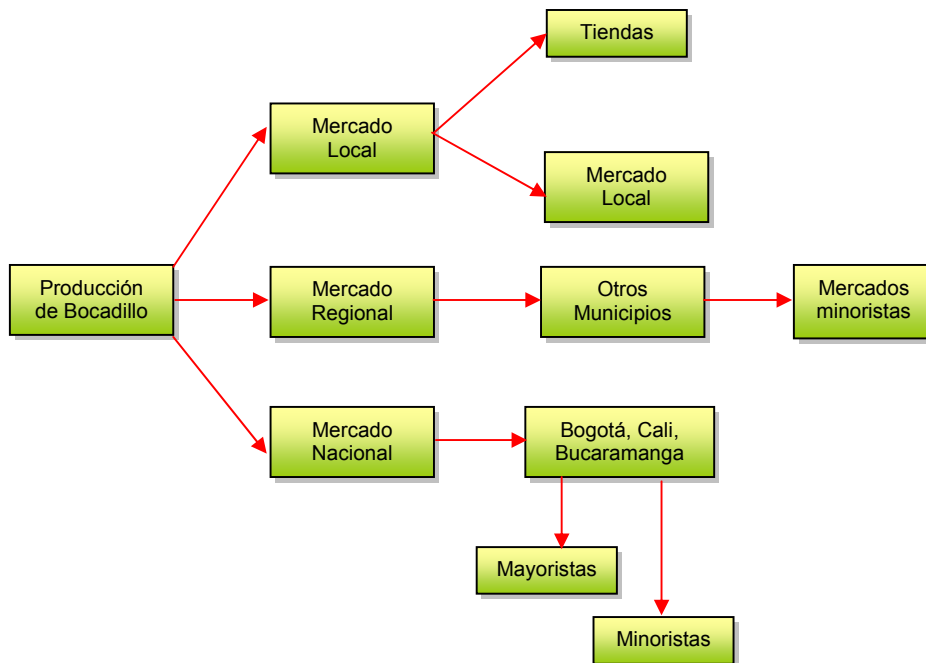 Tiendas
Mercado
Local
Mercado
Local
Producción
de Bocadillo
Mercado
Regional
Otros
Municipios
Mercados
minoristas
Mercado
Nacional
Bogotá, Cali,
Bucaramanga
Mayoristas
Minoristas